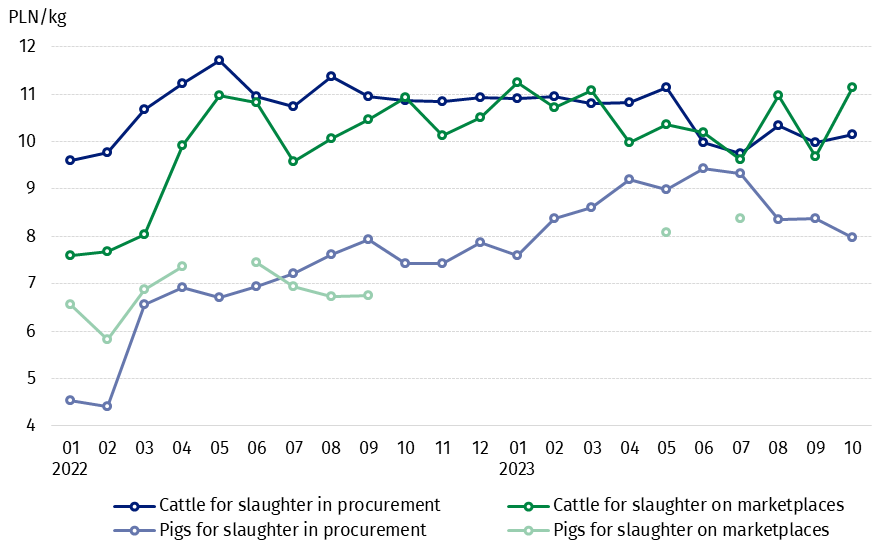 PLN/kg
12
11
10
9
8
7
6
5
4
01 02 03 04 05 06 07 08 09 10 11 12 01 02 03 04 05 06 07 08 09 10
2022 2023
Cattle for slaughter in procurement Cattle for slaughter on marketplaces
Pigs for slaughter in procurement Pigs for slaughter on marketplaces